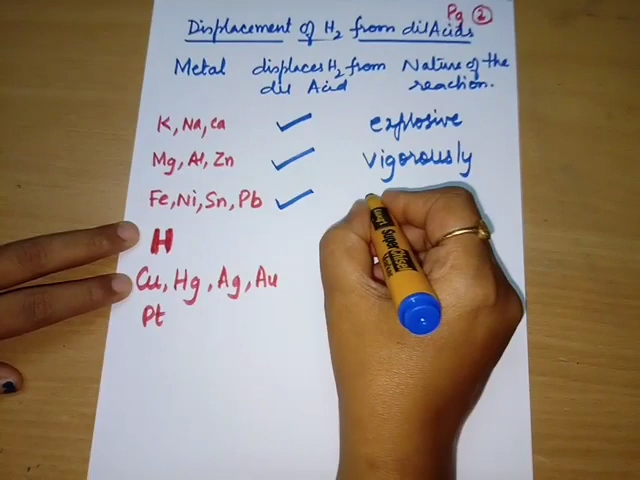 Pg 2
Displacement of H2 from dil Acids
Metal displaces H2 from dil Acid Nature of the reaction.
K, Na, Ca ✓ explosive
Mg, Al, Zn ✓ vigorously
Fe, Ni, Sn, Pb ✓
H
Cu, Hg, Ag, Au
Pt